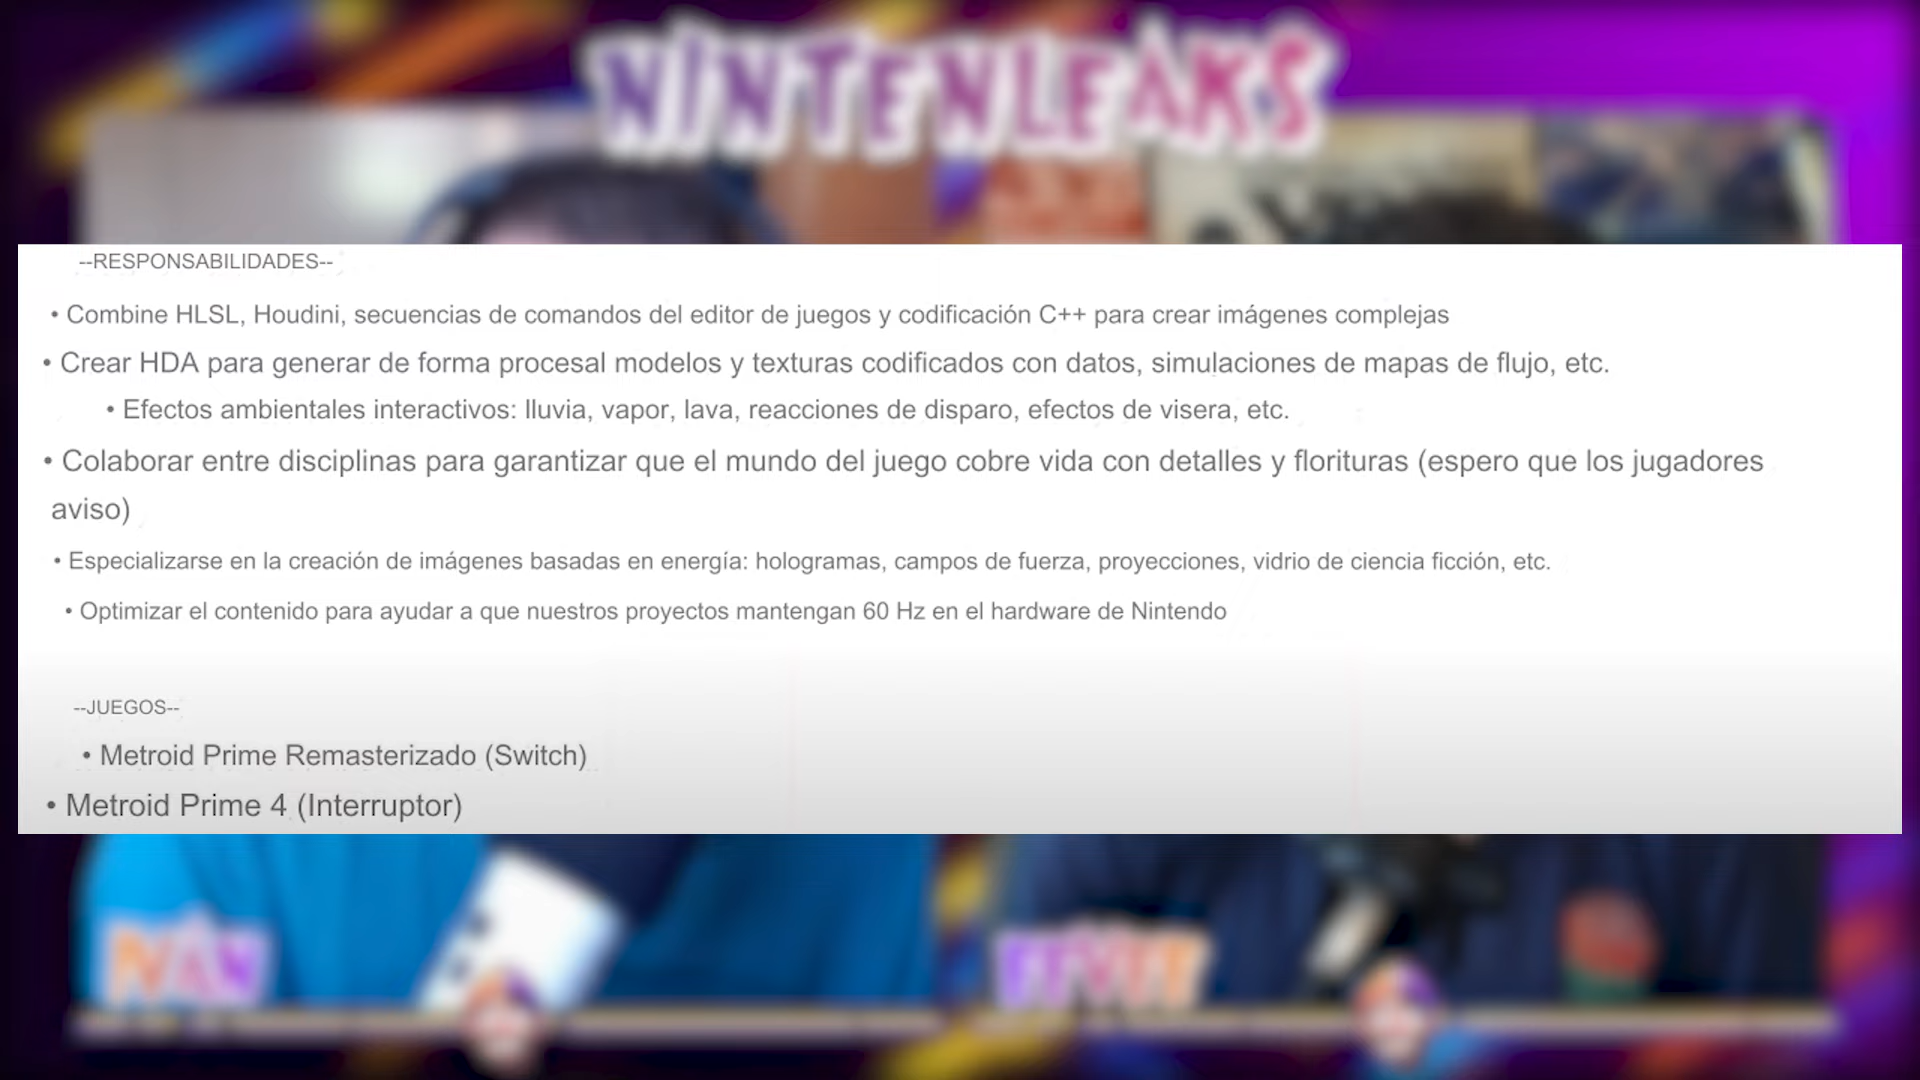 NINTENLEAKS
--RESPONSABILIDADES--
• Combine HLSL, Houdini, secuencias de comandos del editor de juegos y codificación C++ para crear imágenes complejas
• Crear HDA para generar de forma procesal modelos y texturas codificados con datos, simulaciones de mapas de flujo, etc.
• Efectos ambientales interactivos: lluvia, vapor, lava, reacciones de disparo, efectos de visera, etc.
• Colaborar entre disciplinas para garantizar que el mundo del juego cobre vida con detalles y florituras (espero que los jugadores
aviso)
• Especializarse en la creación de imágenes basadas en energía: hologramas, campos de fuerza, proyecciones, vidrio de ciencia ficción, etc.
• Optimizar el contenido para ayudar a que nuestros proyectos mantengan 60 Hz en el hardware de Nintendo
--JUEGOS--
• Metroid Prime Remasterizado (Switch)
• Metroid Prime 4 (Interruptor)
IVÁN